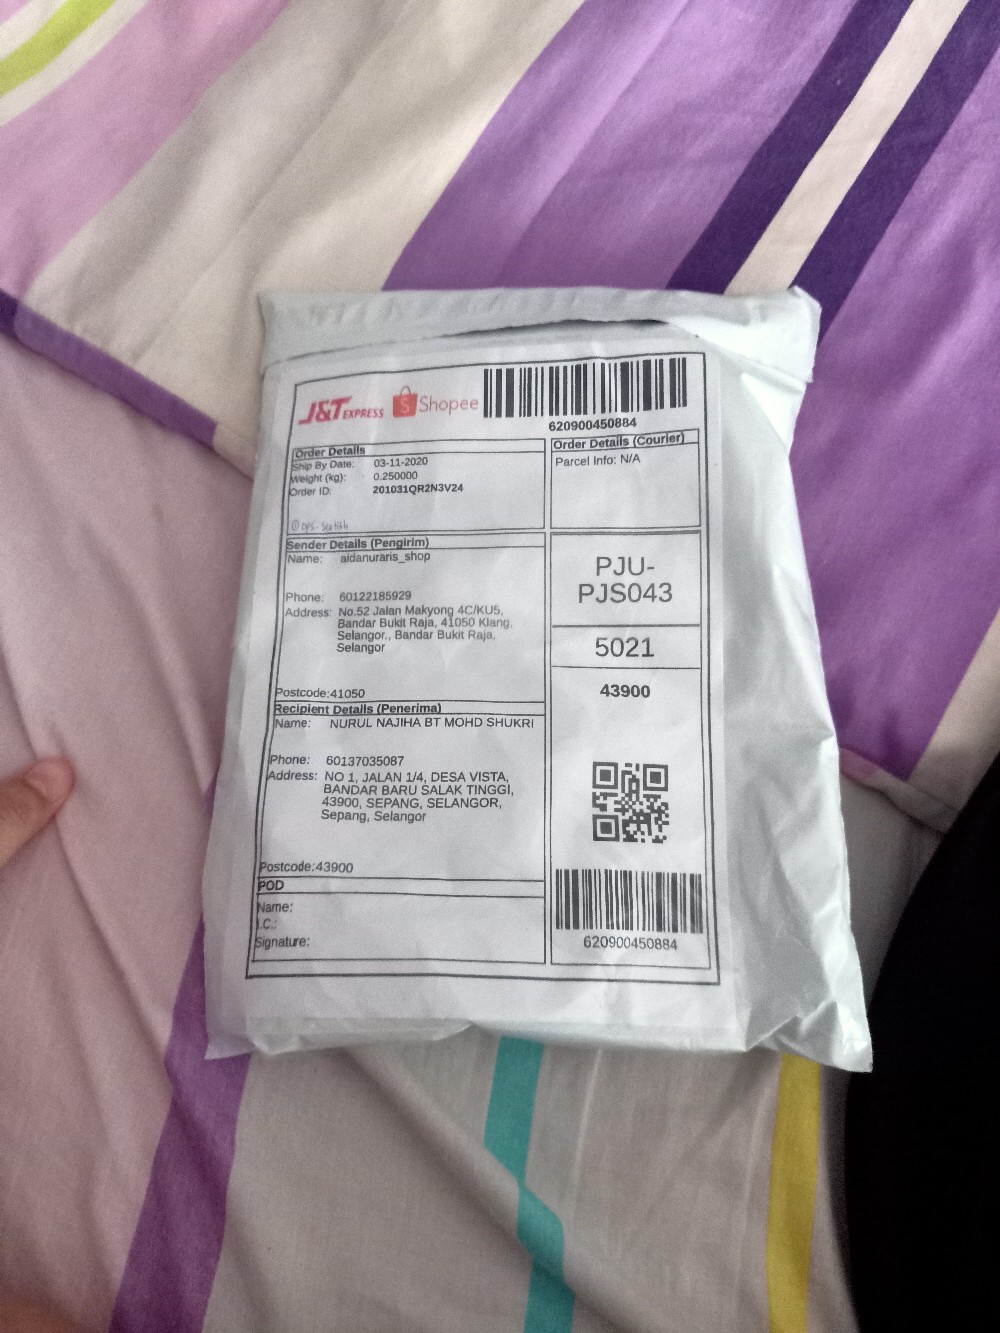 J&T EXPRESS
Shopee
620900450884
Order Details
Ship By Date: 03-11-2020
Weight (kg): 0.250000
Order ID: 201031QR2N3V24
Order Details (Courier)
Parcel Info: N/A
Sender Details (Pengirim)
Name: aidanuraris_shop
Phone: 60122185929
Address: No.52 Jalan Makyong 4C/KU5,
Bandar Bukit Raja, 41050 Klang,
Selangor., Bandar Bukit Raja,
Selangor
Postcode:41050
PJU-
PJS043
5021
43900
Recipient Details (Penerima)
Name: NURUL NAJIHA BT MOHD SHUKRI
Phone: 60137035087
Address: NO 1, JALAN 1/4, DESA VISTA,
BANDAR BARU SALAK TINGGI,
43900, SEPANG, SELANGOR,
Sepang, Selangor
Postcode:43900
POD
Name:
I.C.:
Signature:
620900450884